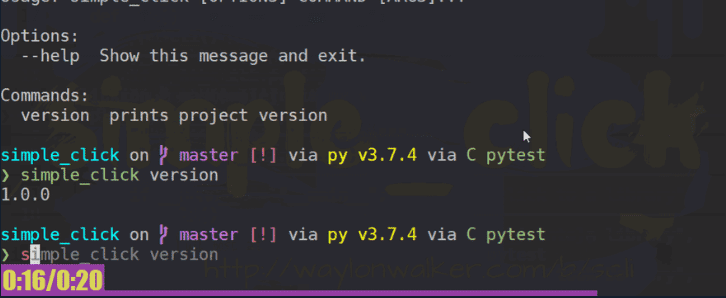 Usage: simple_click [OPTIONS] COMMAND [ARGS]...
Options:
--help  Show this message and exit.
Commands:
version  prints project version
simple_click on master [!] via py v3.7.4 via C pytest
❯ simple_click version
1.0.0
simple_click on master [!] via py v3.7.4 via C pytest
❯ simple_click version
0:16/0:20
simple_click